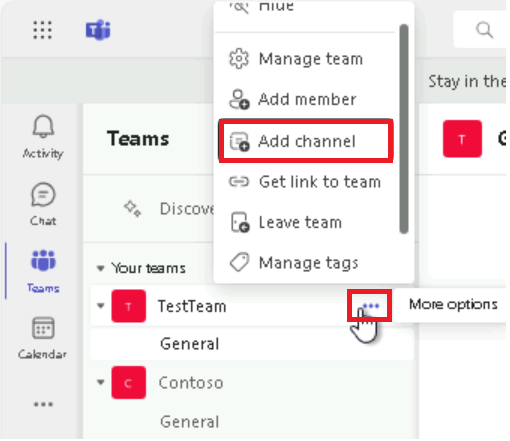 Hide
Manage team
Stay in the
Add member
Activity
Teams
Add channel
T
G
Chat
Discove
Get link to team
Leave team
Teams
Your teams
Manage tags
T
TestTeam
More options
General
Calendar
C
Contoso
General